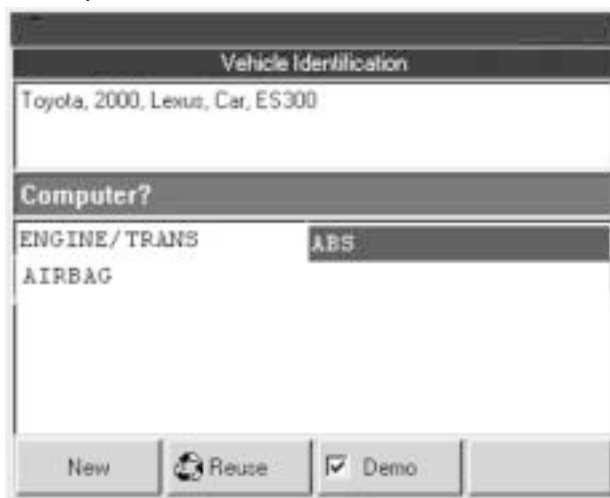 Vehicle Identification
Toyota, 2000, Lexus, Car, ES300
Computer?
ENGINE/TRANS ABS
AIRBAG
New Reuse Demo